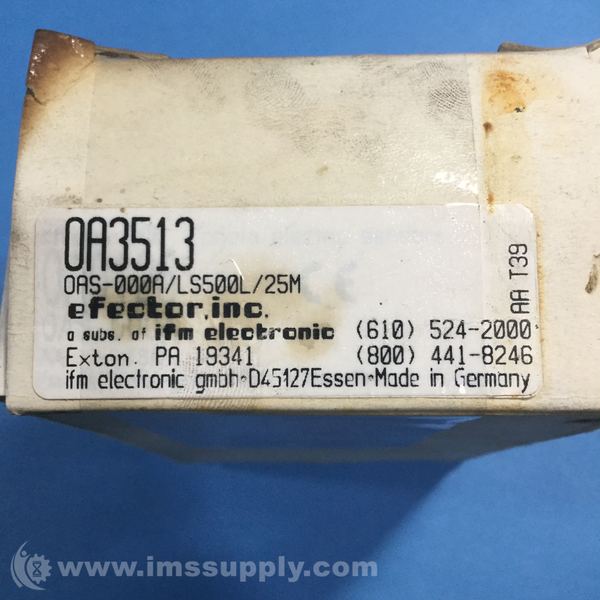 OA3513
OAS-000A/LS500L/25M
efector,inc.
a subs. of ifm electronic (610) 524-2000
Exton. PA 19341 (800) 441-8246
ifm electronic gmbh•D45127Essen•Made in Germany
AA T39
www.imssupply.com